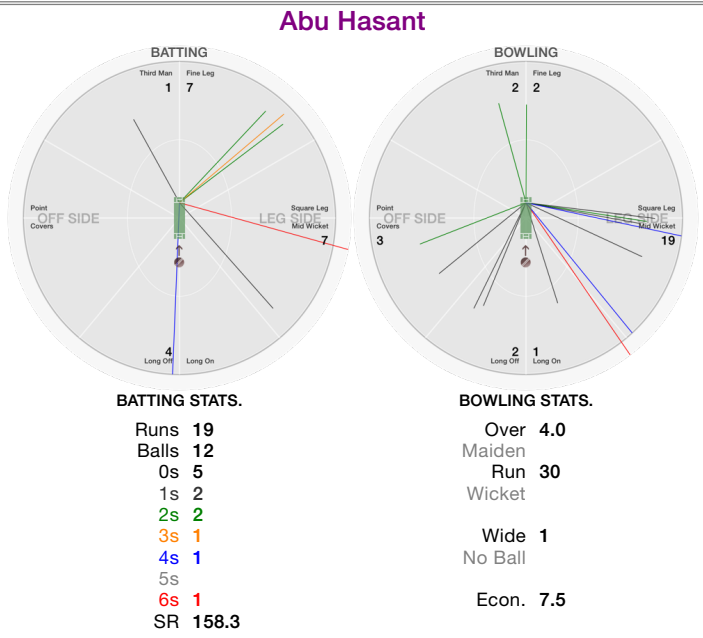 Abu Hasant
BATTING
Third Man Fine Leg
1 7
Point
OFF SIDE
Covers
Square Leg
LEG SIDE
Mid Wicket
7
4
Long Off Long On
BOWLING
Third Man Fine Leg
2 2
Point
OFF SIDE
Covers
3
Square Leg
LEG SIDE
Mid Wicket
19
2 1
Long Off Long On
BATTING STATS.
Runs 19
Balls 12
0s 5
1s 2
2s 2
3s 1
4s 1
5s
6s 1
SR 158.3
BOWLING STATS.
Over 4.0
Maiden
Run 30
Wicket
Wide 1
No Ball
Econ. 7.5